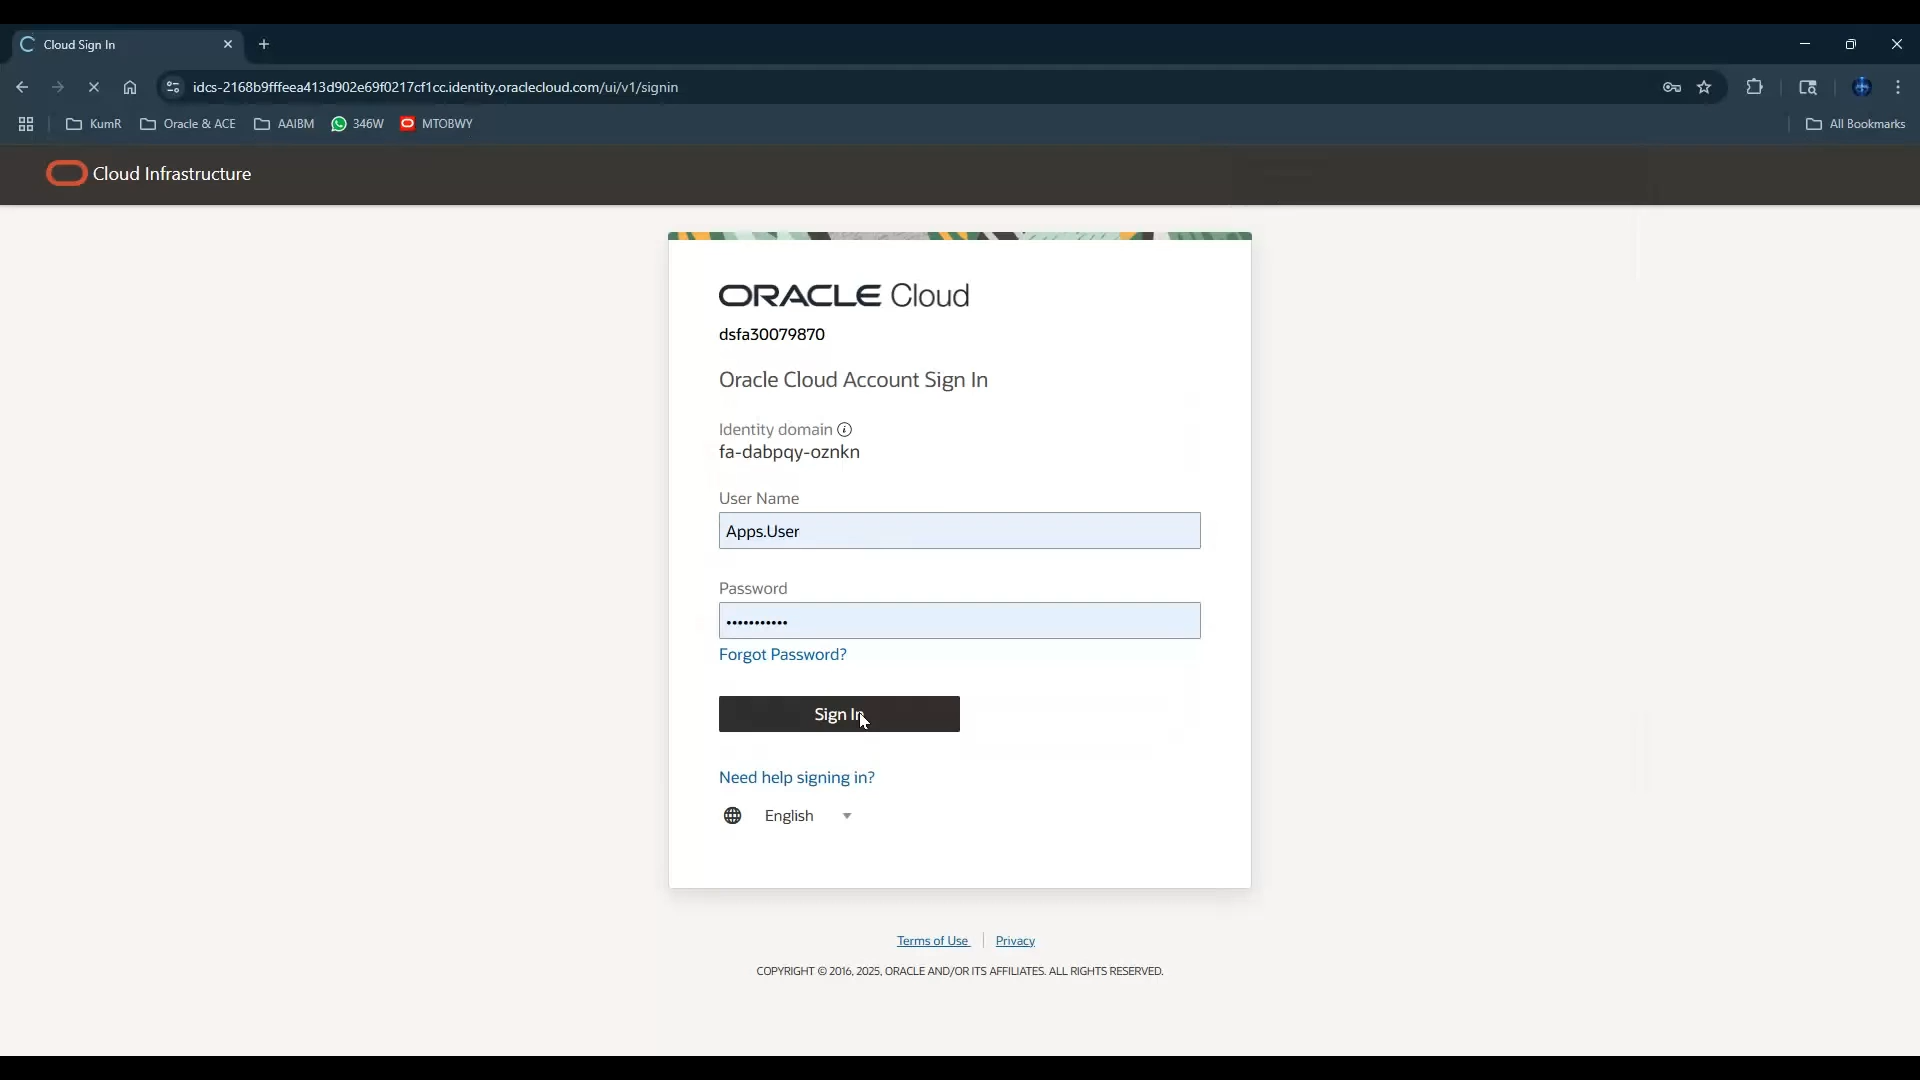 Cloud Sign In
idcs-2168b9fffeea413d902e69f0217cf1cc.identity.oraclecloud.com/ui/v1/signin
KumR
Oracle & ACE
AAIBM
346W
MTOBWY
All Bookmarks
Cloud Infrastructure
ORACLE Cloud
dsfa30079870
Oracle Cloud Account Sign In
Identity domain
fa-dabpqy-oznkn
User Name
Apps.User
Password
•••••••••••
Forgot Password?
Sign In
Need help signing in?
English
Terms of Use
Privacy
COPYRIGHT © 2016, 2025, ORACLE AND/OR ITS AFFILIATES. ALL RIGHTS RESERVED.